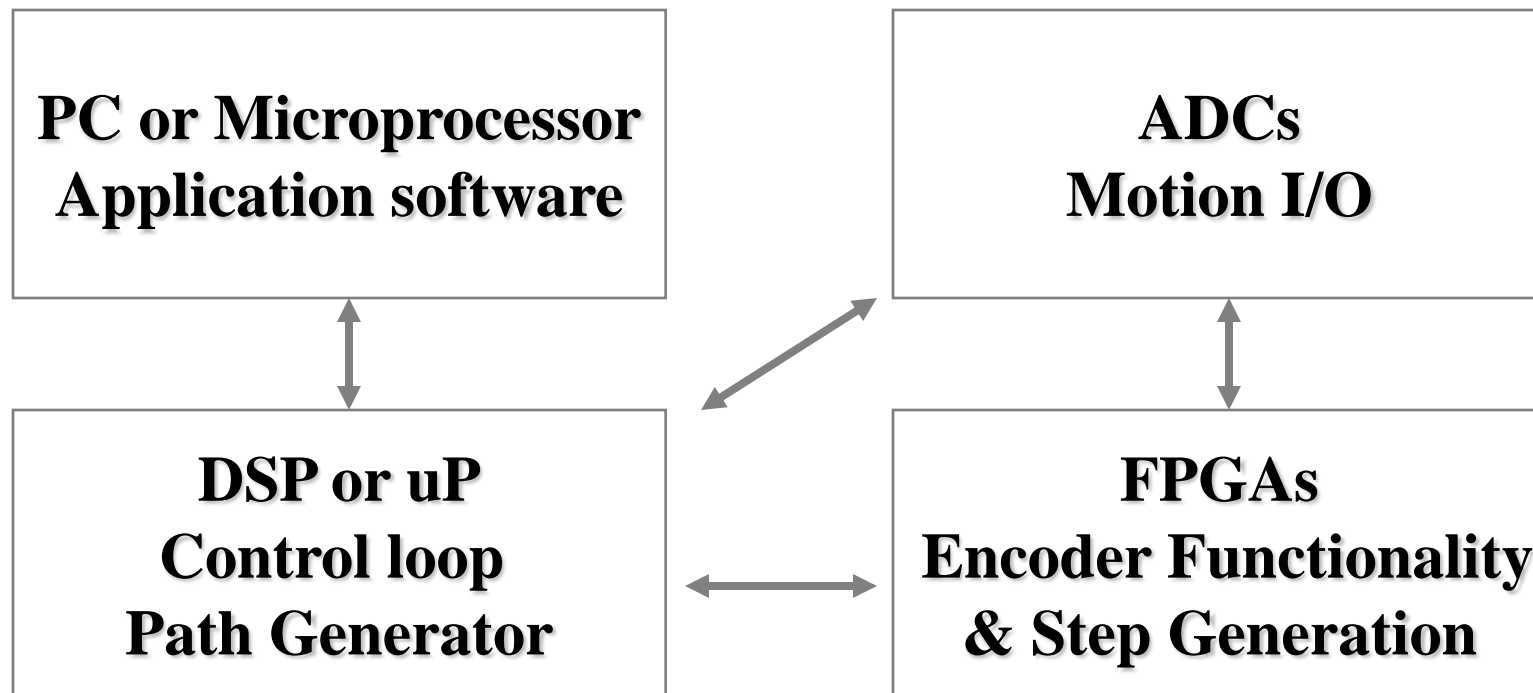 PC or Microprocessor
Application software
ADCs
Motion I/O
DSP or uP
Control loop
Path Generator
FPGAs
Encoder Functionality
& Step Generation